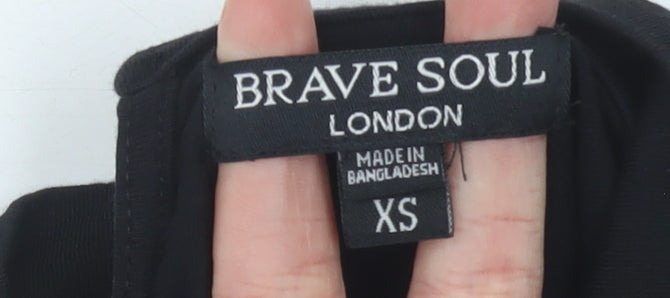 BRAVE SOUL
LONDON
MADE IN
BANGLADESH
XS